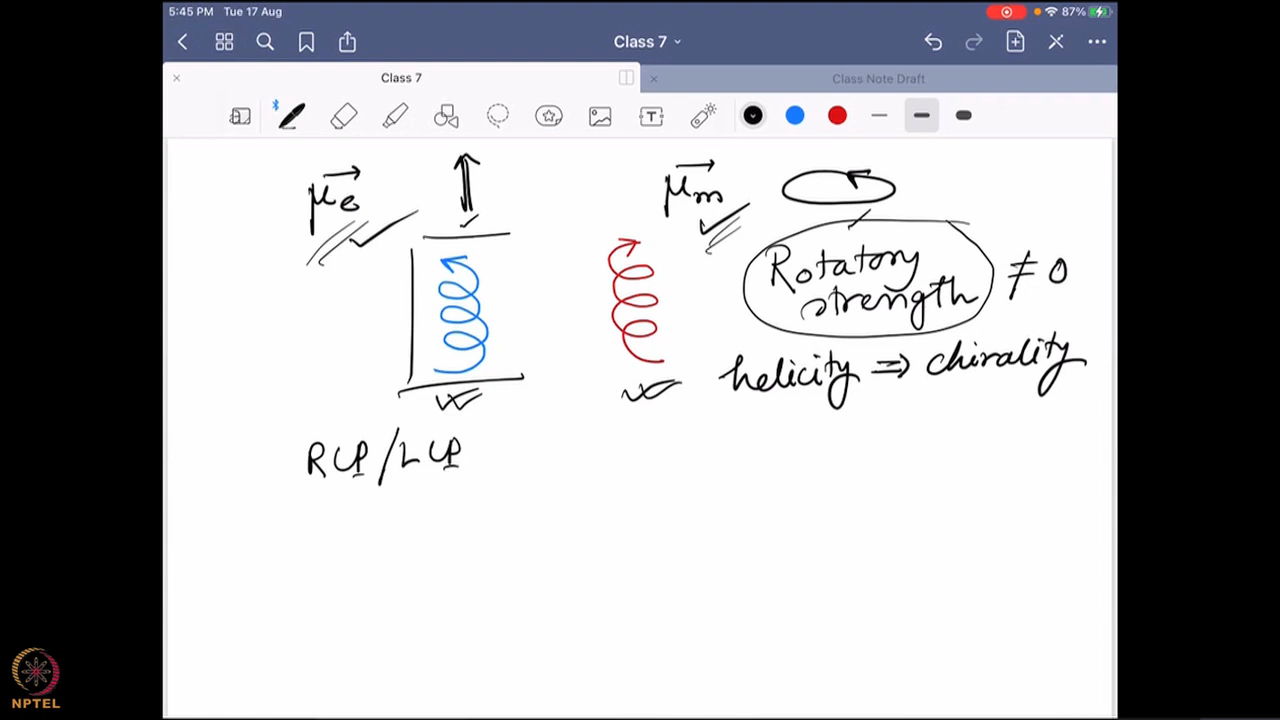 5:45 PM Tue 17 Aug
87%
Class 7
Class 7
Class Note Draft
T
μe
μm
Rotatory
strength ≠ 0
helicity ⇒ chirality
RCP/LCP
NPTEL